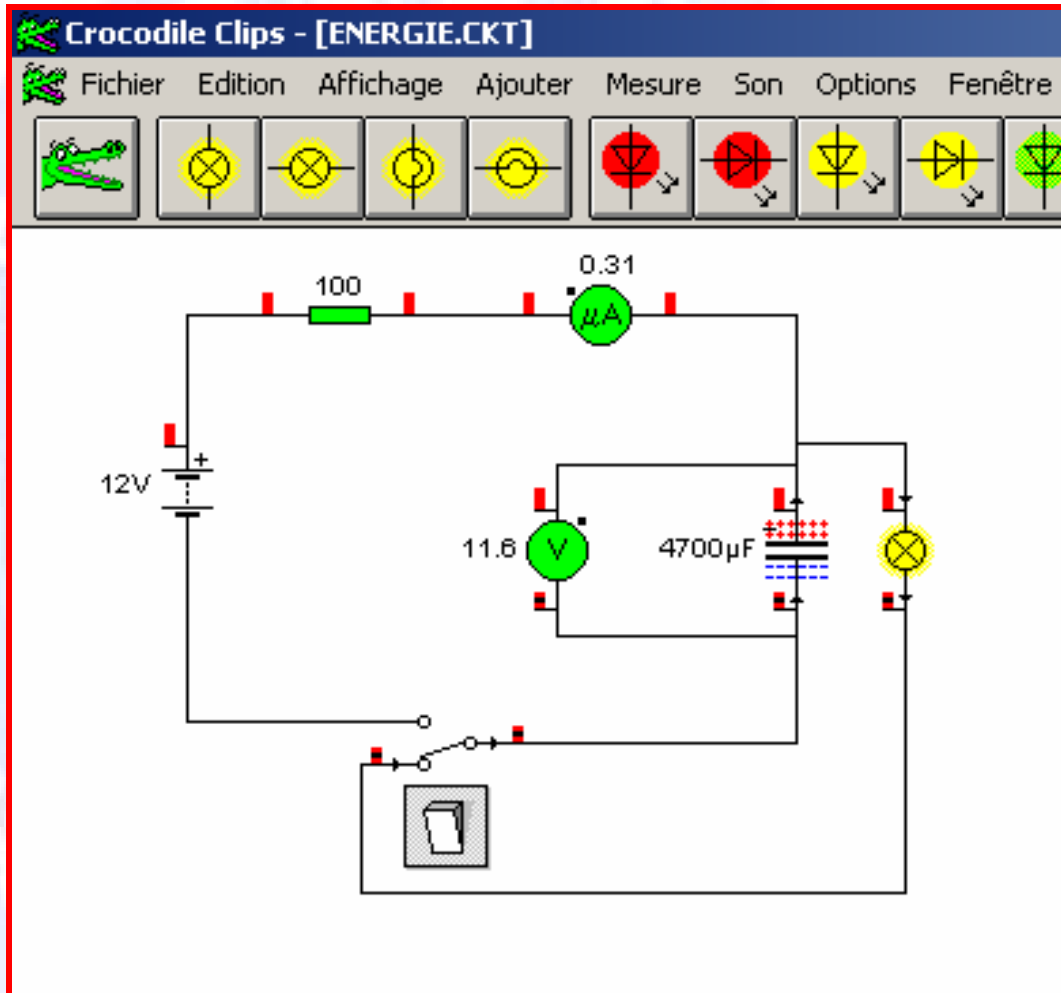 Crocodile Clips - [ENERGIE.CKT]
Fichier Edition Affichage Ajouter Mesure Son Options Fenêtre
0.31
100
µA
+
12V
11.6 V 4700µF
+